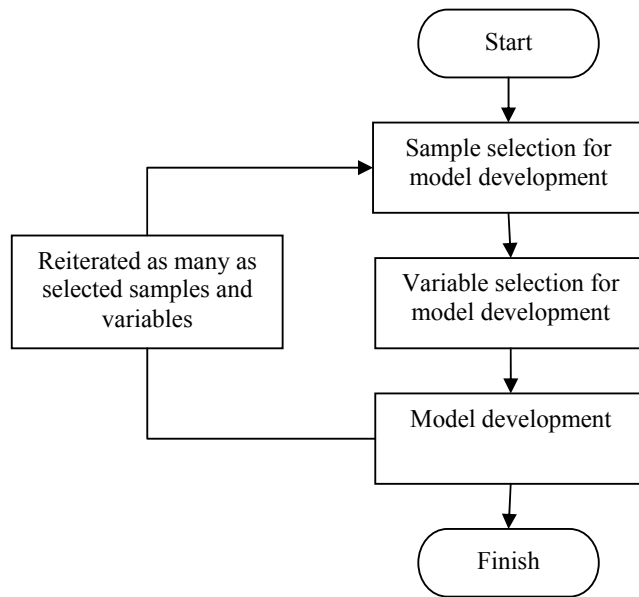 Start
Sample selection for
model development
Reiterated as many as
selected samples and
variables
Variable selection for
model development
Model development
Finish